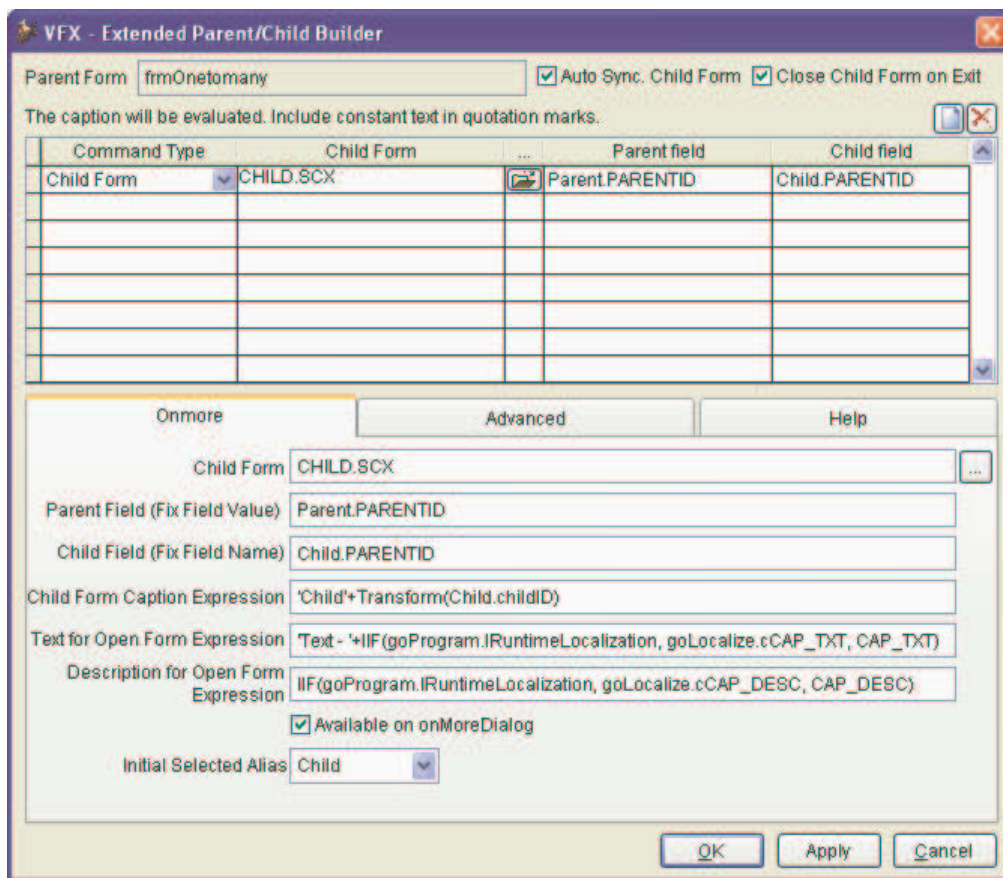 VFX - Extended Parent/Child Builder
Parent Form frmOnetomany Auto Sync. Child Form Close Child Form on Exit
The caption will be evaluated. Include constant text in quotation marks.
Command Type Child Form ... Parent field Child field
Child Form CHILD.SCX Parent.PARENTID Child.PARENTID
Onmore Advanced Help
Child Form CHILD.SCX ...
Parent Field (Fix Field Value) Parent.PARENTID
Child Field (Fix Field Name) Child.PARENTID
Child Form Caption Expression 'Child'+Transform(Child.childID)
Text for Open Form Expression 'Text - '+IIF(goProgram.lRuntimeLocalization, goLocalize.cCAP_TXT, CAP_TXT)
Description for Open Form
Expression IIF(goProgram.lRuntimeLocalization, goLocalize.cCAP_DESC, CAP_DESC)
Available on onMoreDialog
Initial Selected Alias Child
OK Apply Cancel